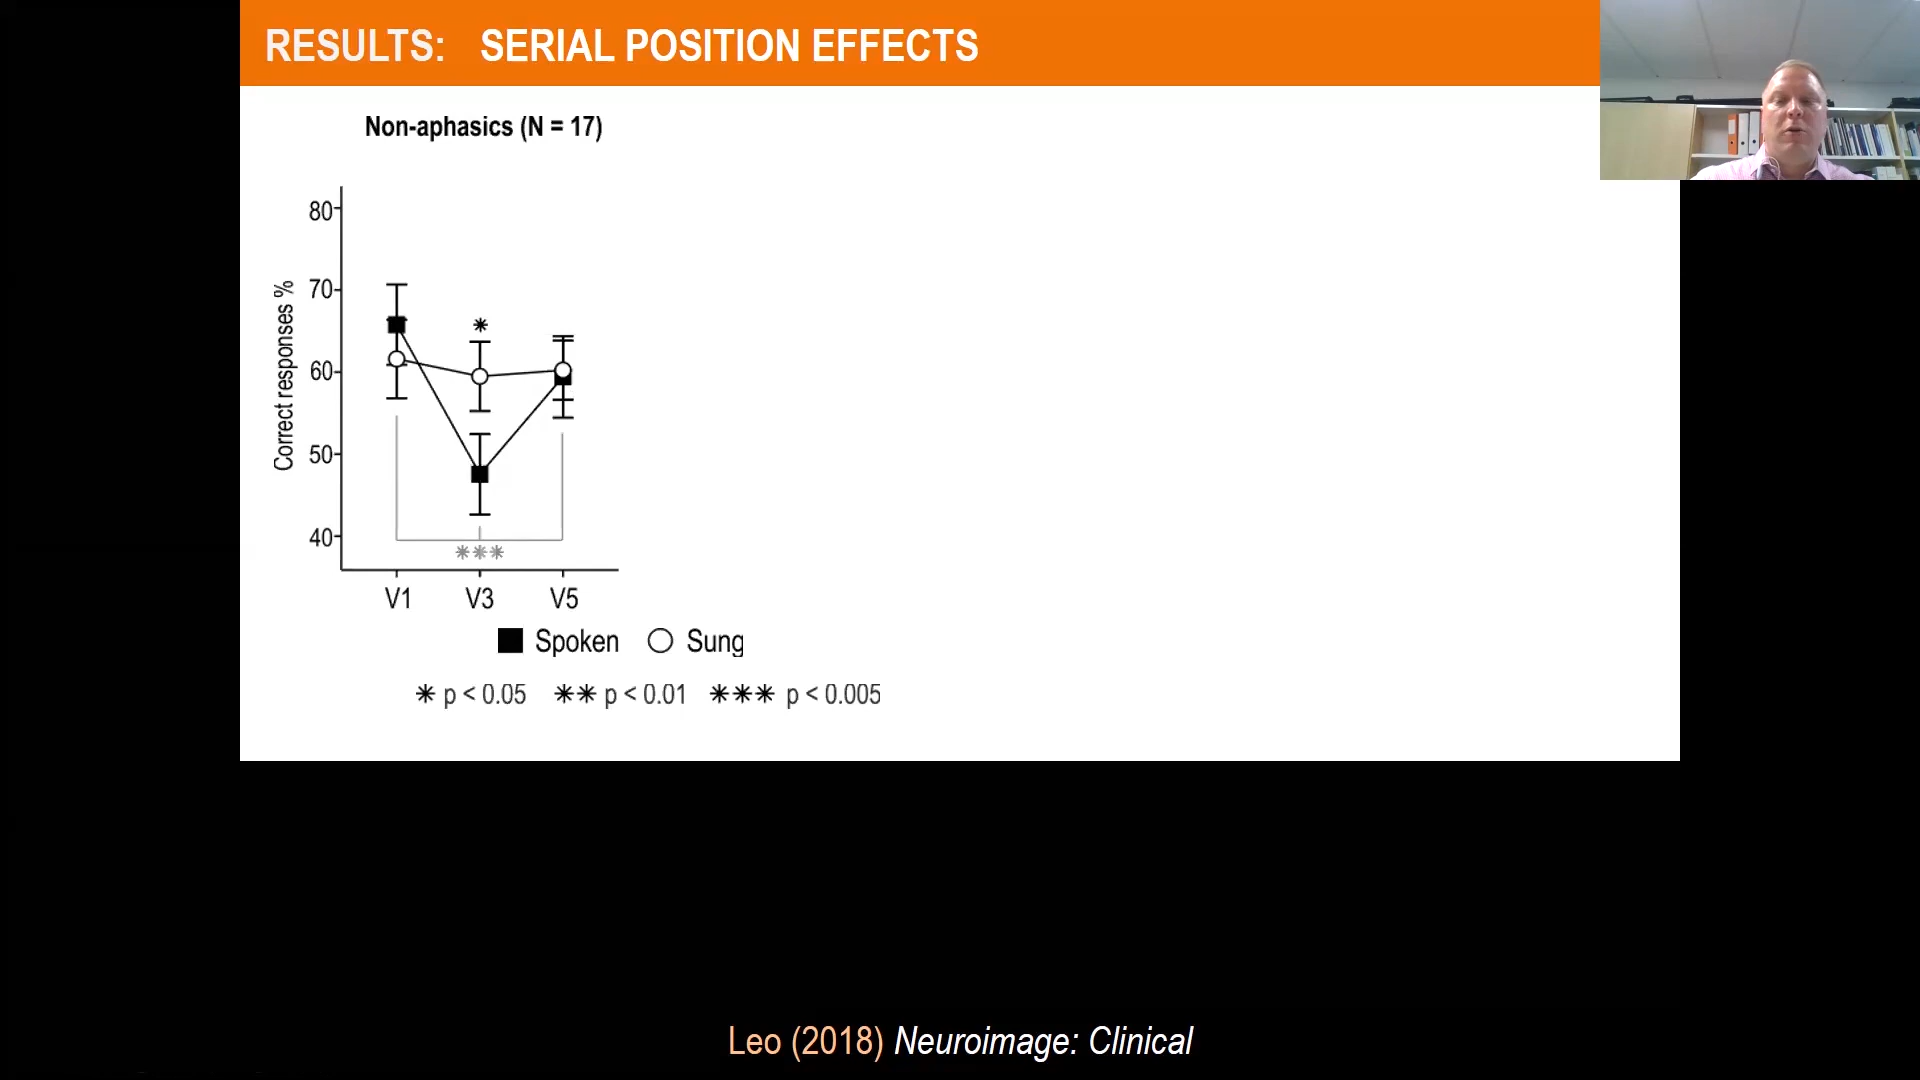 RESULTS: SERIAL POSITION EFFECTS
Non-aphasics (N = 17)
Correct responses %
80
70
60
50
40
*
***
V1 V3 V5
Spoken Sung
* p < 0.05 ** p < 0.01 *** p < 0.005
Leo (2018) Neuroimage: Clinical